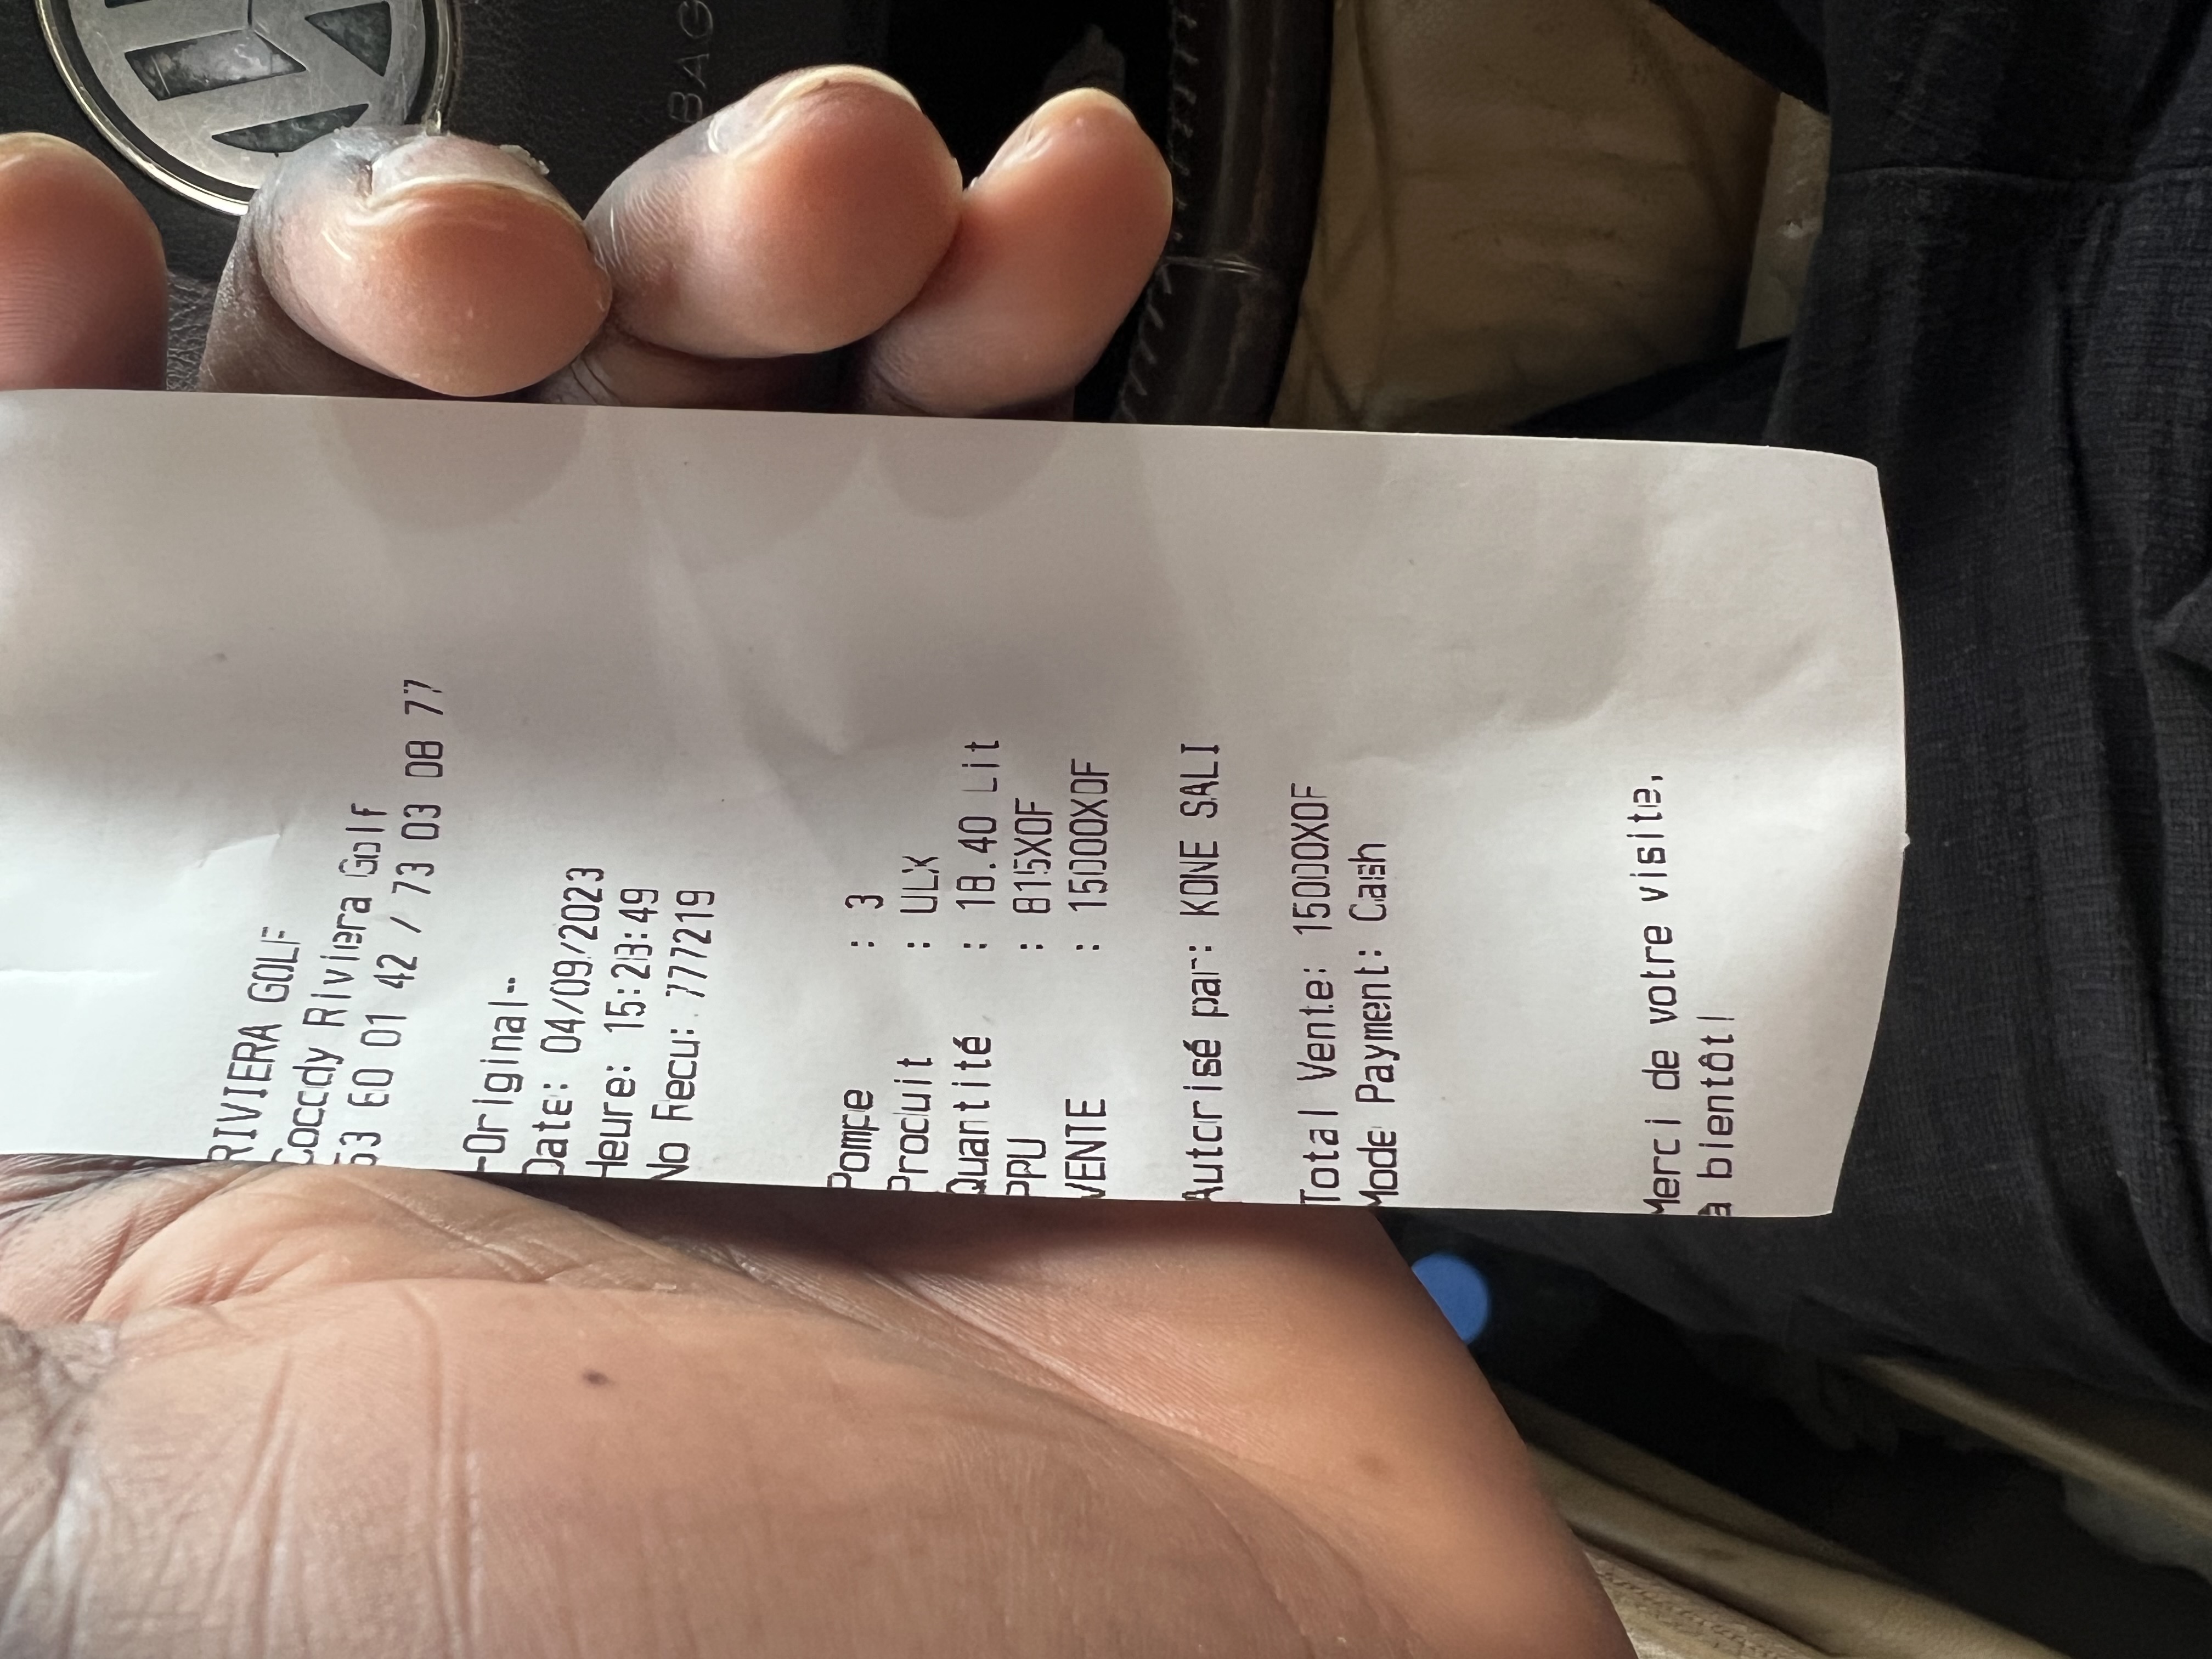 RIVIERA GOLF
Cocody Riviera Golf
53 60 01 42 / 73 03 08 77
-Original-
Date: 04/09/2023
Heure: 15:28:49
No Recu: 777219
Pompe : 3
Produit : ULX
Quantité : 18.40 Lit
PPU : 815XOF
VENTE : 15000XOF
Autorisé par: KONE SALI
Total Vente: 15000XOF
Mode Payment: Cash
Merci de votre visite,
à bientôt!
BAG